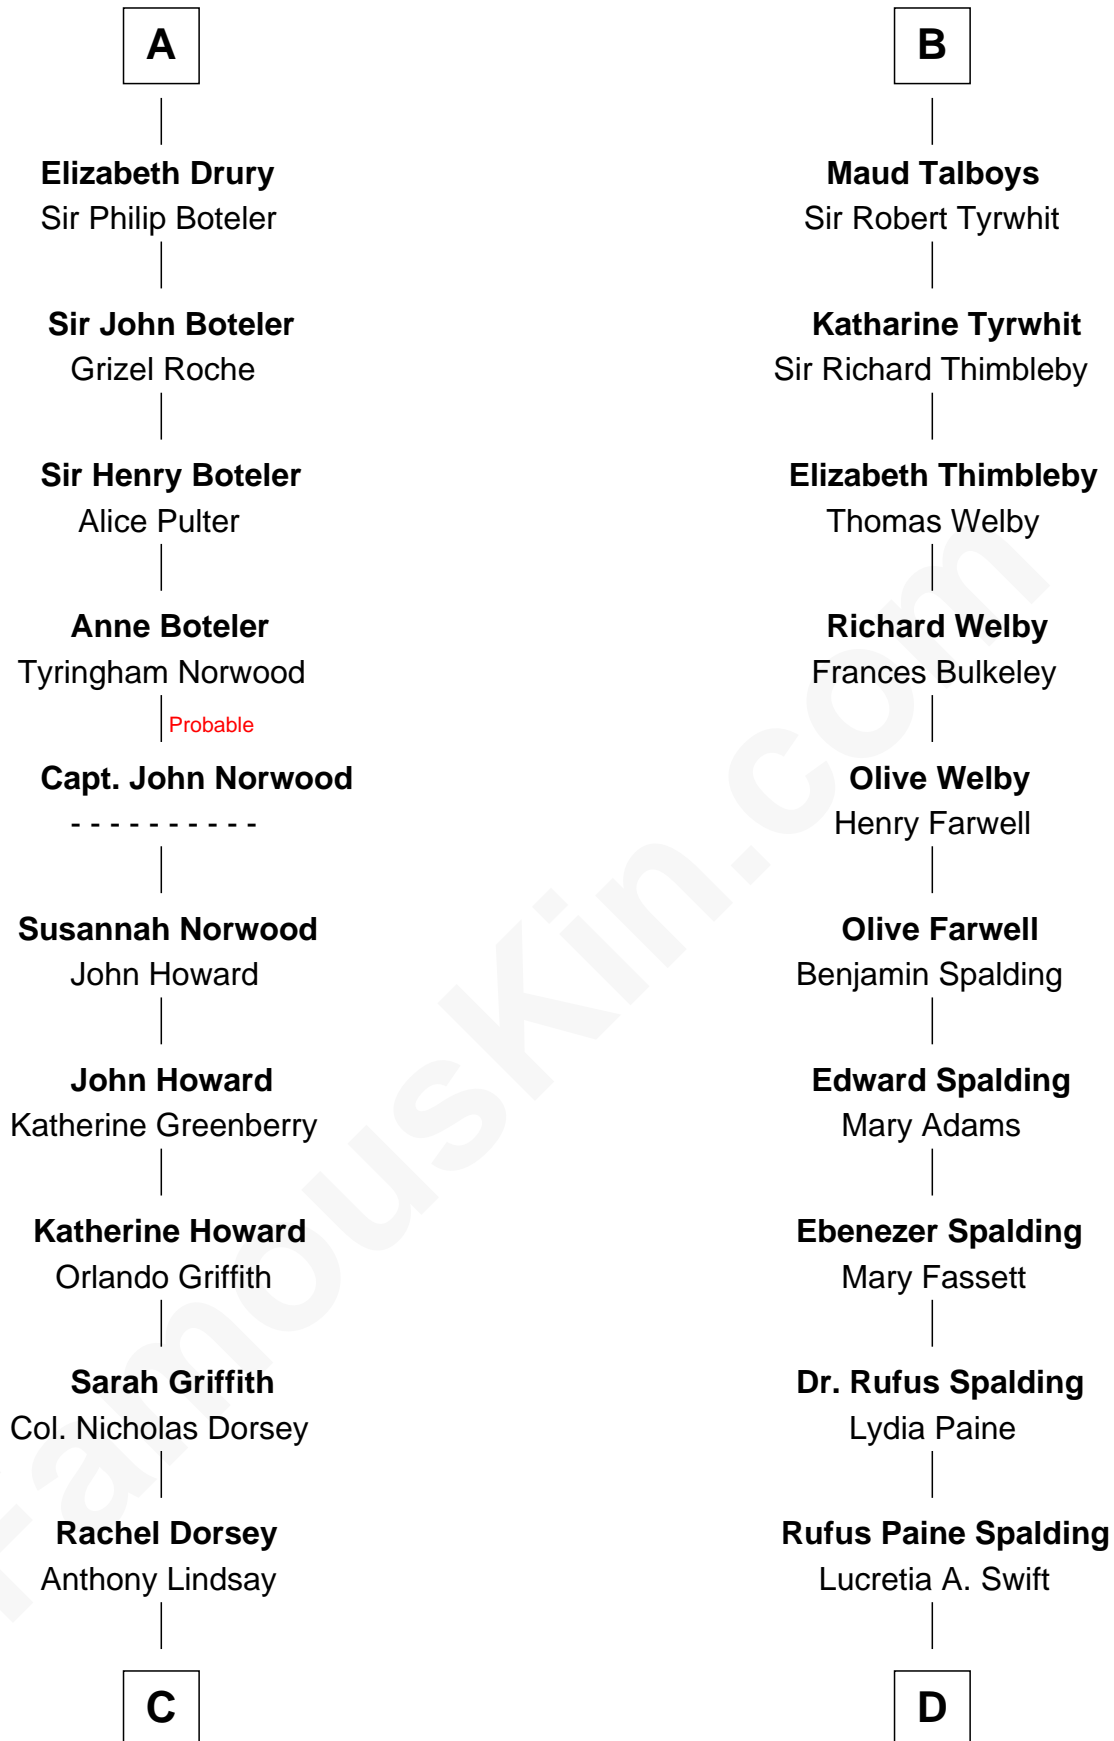 A
Elizabeth Drury
Sir Philip Boteler
Sir John Boteler
Grizel Roche
Sir Henry Boteler
Alice Pulter
Anne Boteler
Tyringham Norwood
Probable
Capt. John Norwood
- - - - - - - - - -
Susannah Norwood
John Howard
John Howard
Katherine Greenberry
Katherine Howard
Orlando Griffith
Sarah Griffith
Col. Nicholas Dorsey
Rachel Dorsey
Anthony Lindsay
C
B
Maud Talboys
Sir Robert Tyrwhit
Katharine Tyrwhit
Sir Richard Thimbleby
Elizabeth Thimbleby
Thomas Welby
Richard Welby
Frances Bulkeley
Olive Welby
Henry Farwell
Olive Farwell
Benjamin Spalding
Edward Spalding
Mary Adams
Ebenezer Spalding
Mary Fassett
Dr. Rufus Spalding
Lydia Paine
Rufus Paine Spalding
Lucretia A. Swift
D
FamousKin.com